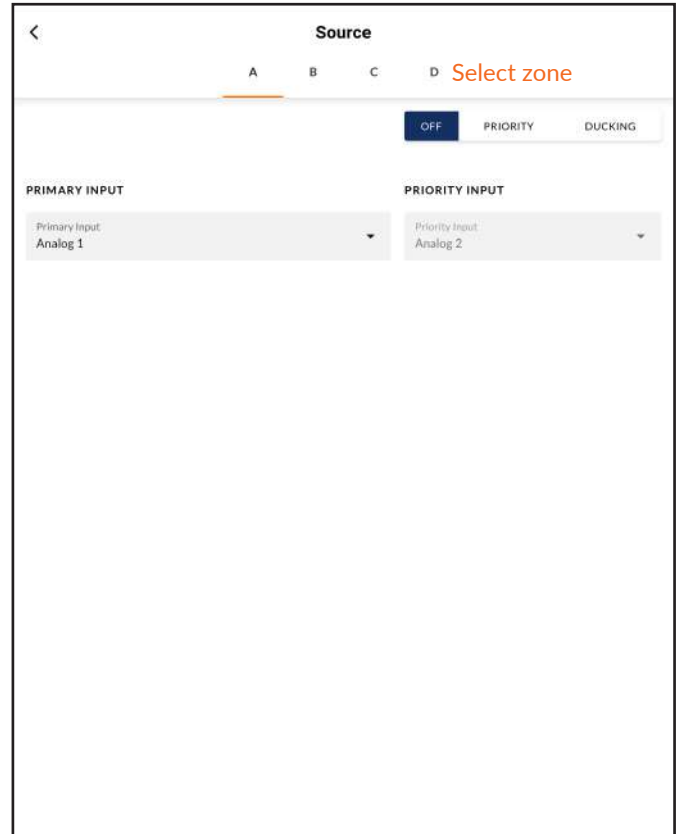 Source
A B C D Select zone
OFF PRIORITY DUCKING
PRIMARY INPUT PRIORITY INPUT
Primary Input Priority Input
Analog 1 Analog 2